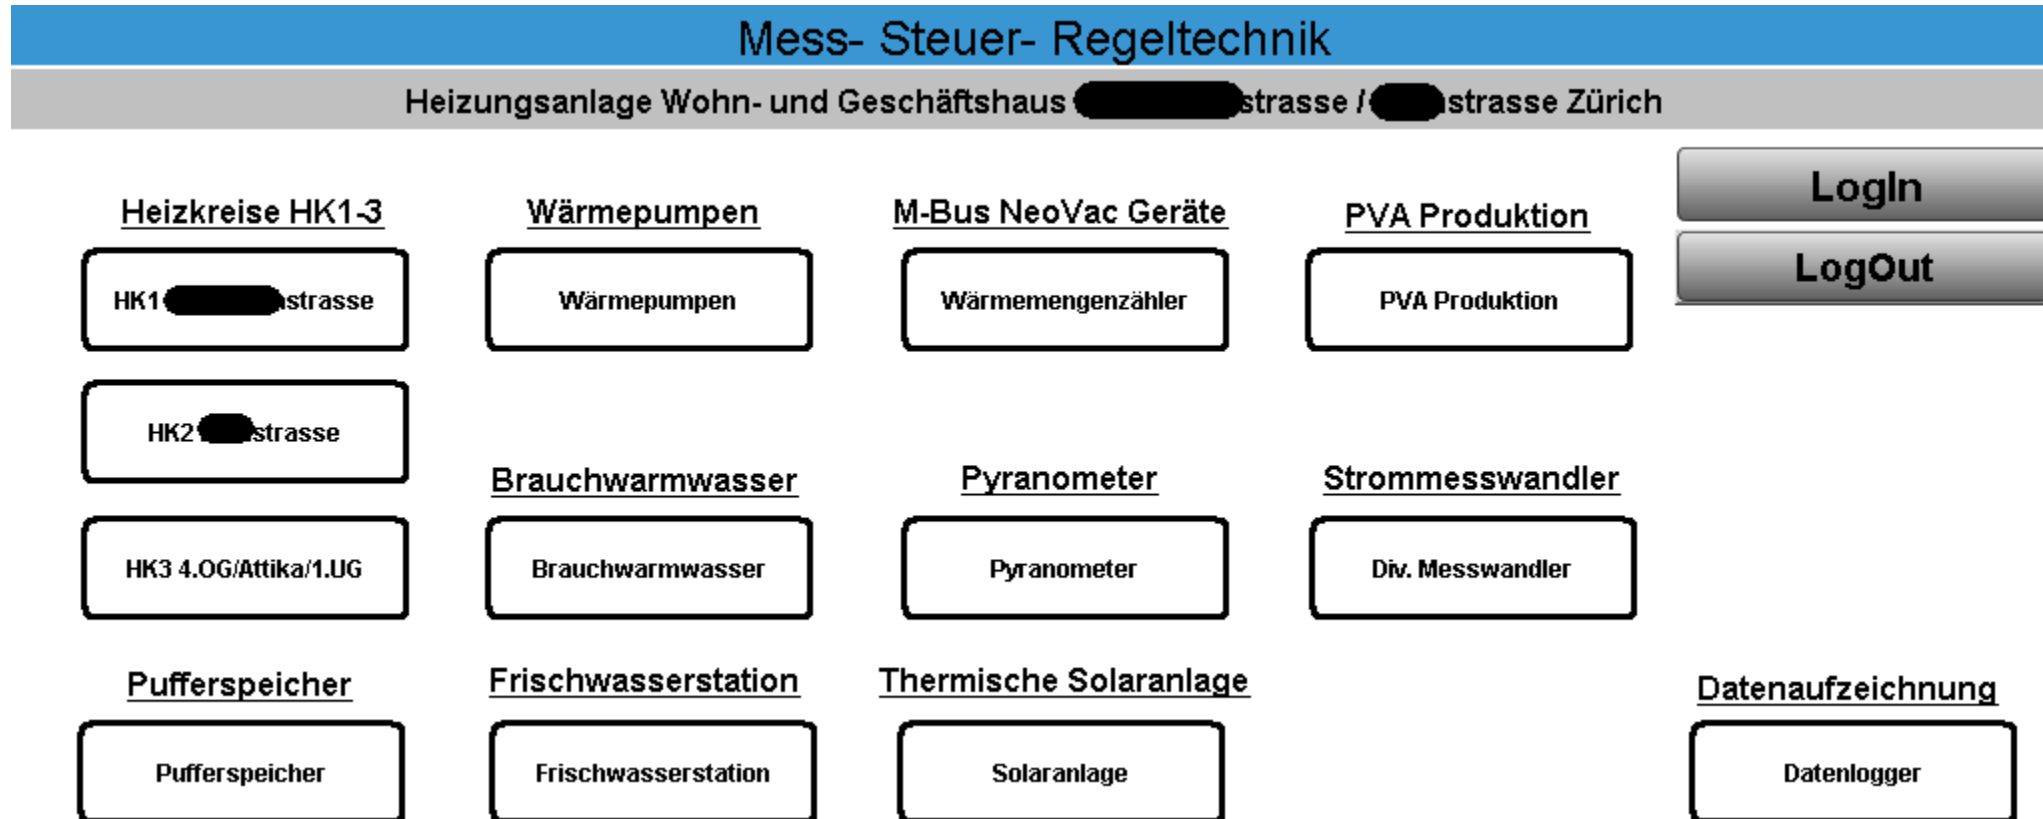 Mess- Steuer- Regeltechnik
Heizungsanlage Wohn- und Geschäftshaus strasse / strasse Zürich
LogIn
LogOut
Heizkreise HK1-3
HK1 strasse
HK2 strasse
HK3 4.OG/Attika/1.UG
Wärmepumpen
Wärmepumpen
M-Bus NeoVac Geräte
Wärmemengenzähler
PVA Produktion
PVA Produktion
Brauchwarmwasser
Brauchwarmwasser
Pyranometer
Pyranometer
Strommesswandler
Div. Messwandler
Pufferspeicher
Pufferspeicher
Frischwasserstation
Frischwasserstation
Thermische Solaranlage
Solaranlage
Datenaufzeichnung
Datenlogger